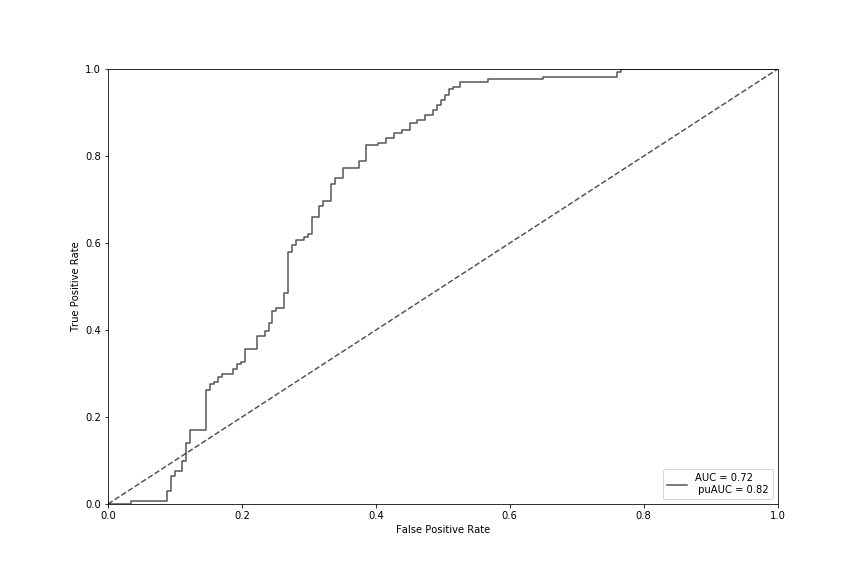 1.0
0.8
0.6
0.4
0.2
0.0
True Positive Rate
AUC = 0.72
puAUC = 0.82
0.0 0.2 0.4 0.6 0.8 1.0
False Positive Rate